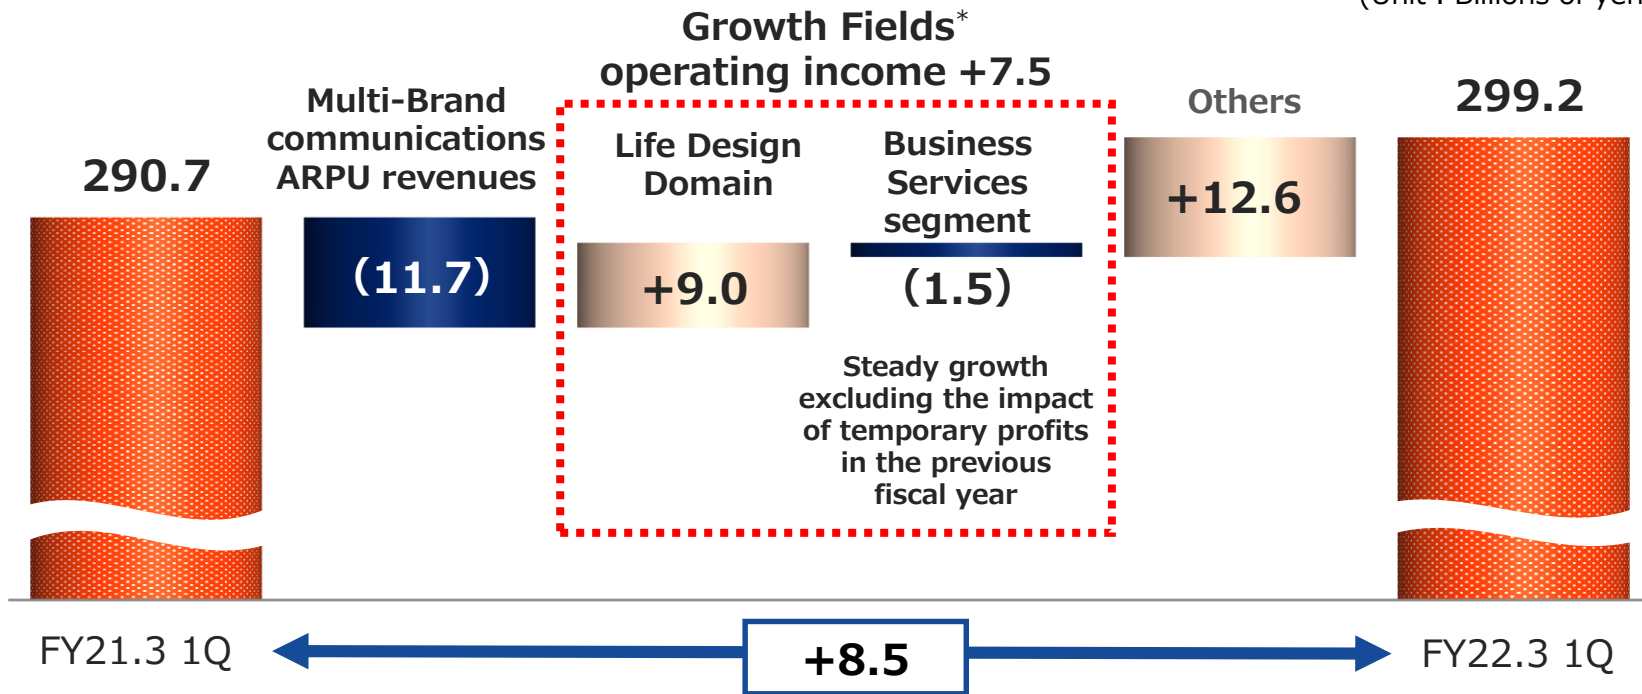 Growth Fields*
operating income +7.5
Multi-Brand
communications
ARPU revenues
Life Design
Domain
Business
Services
segment
Others
290.7
299.2
(11.7)
+9.0
(1.5)
+12.6
Steady growth
excluding the impact
of temporary profits
in the previous
fiscal year
FY21.3 1Q
+8.5
FY22.3 1Q